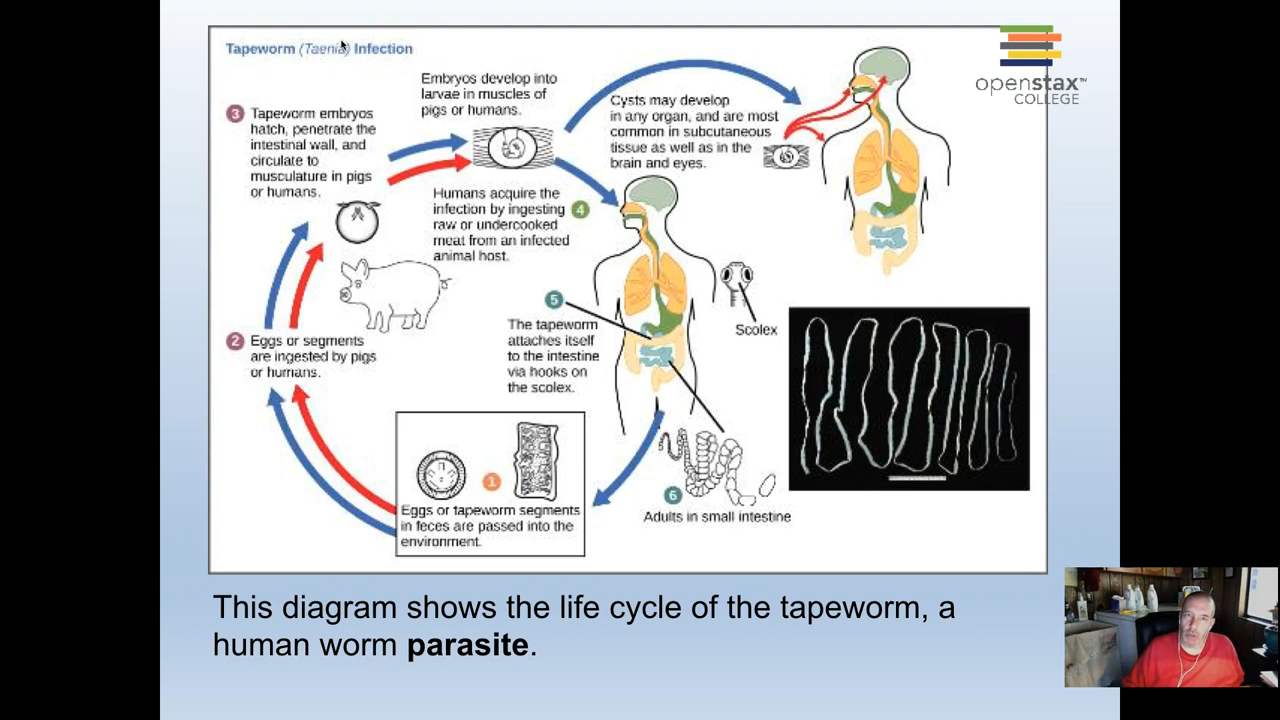 Tapeworm (Taenia) Infection
openstax™
COLLEGE
Embryos develop into
larvae in muscles of
pigs or humans.
3 Tapeworm embryos
hatch, penetrate the
intestinal wall, and
circulate to
musculature in pigs
or humans.
Cysts may develop
in any organ, and are most
common in subcutaneous
tissue as well as in the
brain and eyes.
Humans acquire the
infection by ingesting 4
raw or undercooked
meat from an infected
animal host.
5
The tapeworm
attaches itself
to the intestine
via hooks on
the scolex.
Scolex
2 Eggs or segments
are ingested by pigs
or humans.
1
Eggs or tapeworm segments
in feces are passed into the
environment.
6
Adults in small intestine
This diagram shows the life cycle of the tapeworm, a
human worm parasite.